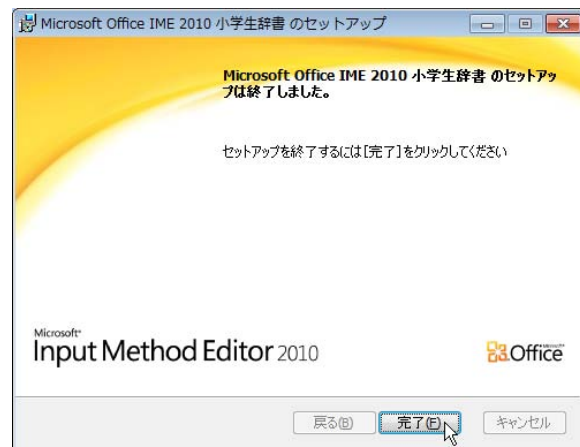 Microsoft Office IME 2010 小学生辞書 のセットアップ
Microsoft Office IME 2010 小学生辞書 のセットアッ
プは終了しました。
セットアップを終了するには[完了]をクリックしてください
Microsoft
Input Method Editor 2010
Office
戻る(B)
完了(F)
キャンセル